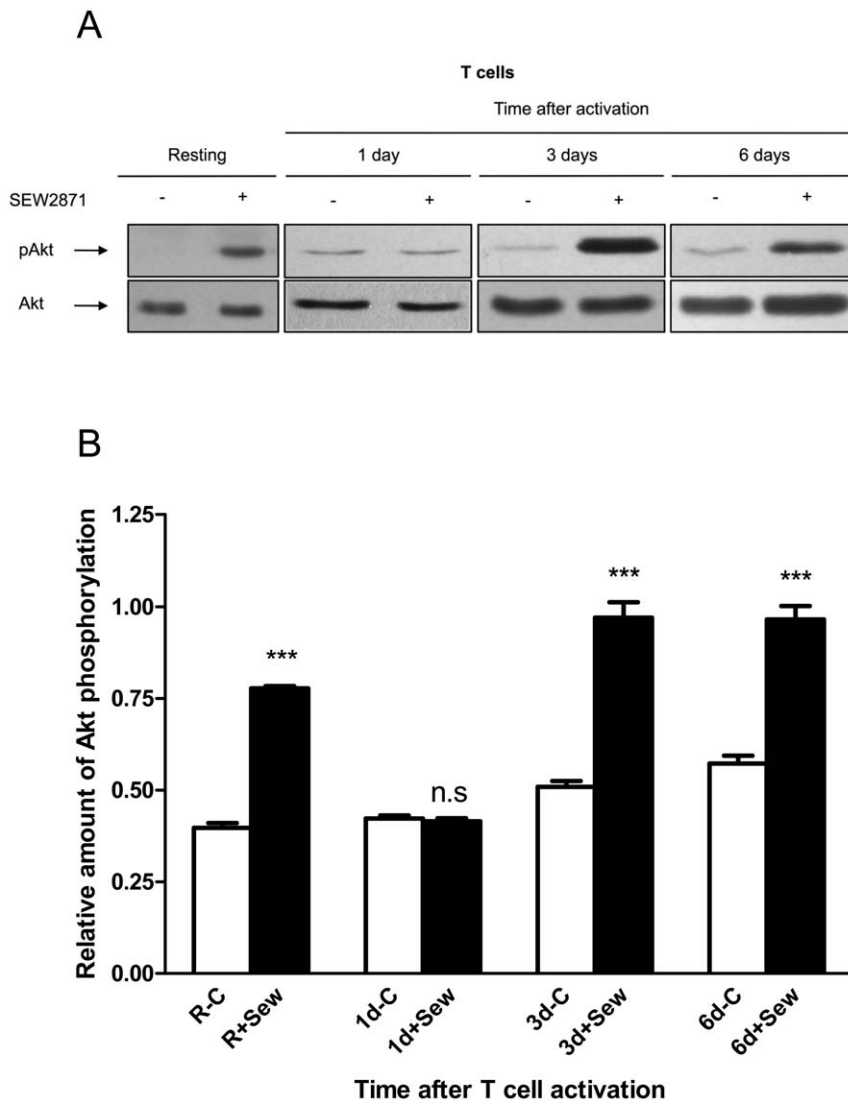 A
T cells
Time after activation
Resting 1 day 3 days 6 days
SEW2871 - + - + - + - +
pAkt
Akt
B
Relative amount of Akt phosphorylation
1.25
1.00
0.75
0.50
0.25
0.00
***
n.s
***
***
R-C R+Sew 1d-C 1d+Sew 3d-C 3d+Sew 6d-C 6d+Sew
Time after T cell activation